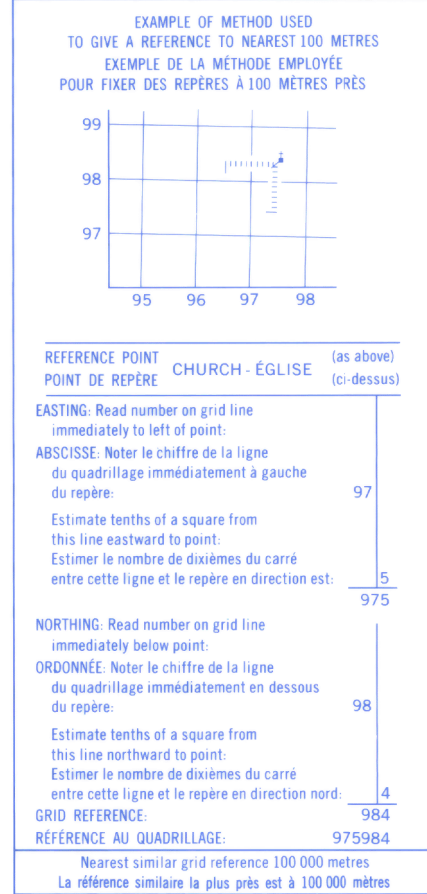 EXAMPLE OF METHOD USED
TO GIVE A REFERENCE TO NEAREST 100 METRES
EXEMPLE DE LA MÉTHODE EMPLOYÉE
POUR FIXER DES REPÈRES À 100 MÈTRES PRÈS
99
98
97
95 96 97 98
REFERENCE POINT
POINT DE REPÈRE
CHURCH - ÉGLISE
(as above)
(ci-dessus)
EASTING: Read number on grid line
immediately to left of point:
ABSCISSE: Noter le chiffre de la ligne
du quadrillage immédiatement à gauche
du repère: 97
Estimate tenths of a square from
this line eastward to point:
Estimer le nombre de dixièmes du carré
entre cette ligne et le repère en direction est: 5
975
NORTHING: Read number on grid line
immediately below point:
ORDONNÉE: Noter le chiffre de la ligne
du quadrillage immédiatement en dessous
du repère: 98
Estimate tenths of a square from
this line northward to point:
Estimer le nombre de dixièmes du carré
entre cette ligne et le repère en direction nord: 4
GRID REFERENCE: 984
RÉFÉRENCE AU QUADRILLAGE: 975984
Nearest similar grid reference 100 000 metres
La référence similaire la plus près est à 100 000 mètres